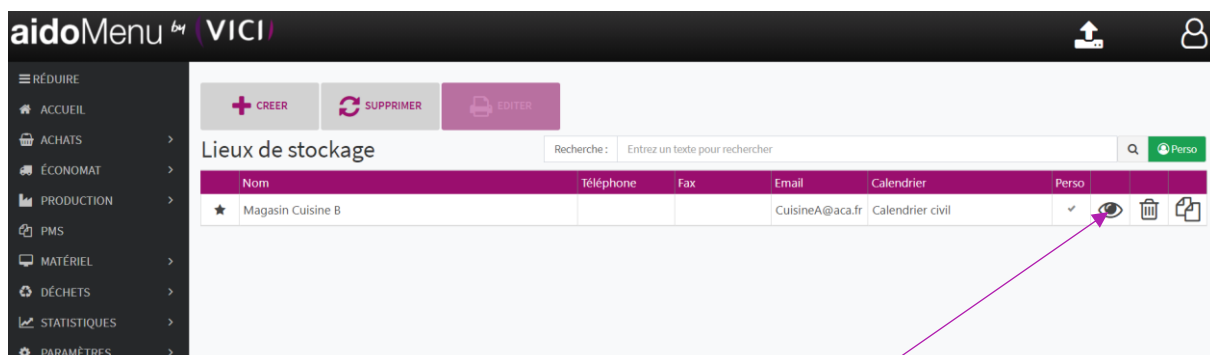 aidoMenu by (VICI)
RÉDUIRE
ACCUEIL
ACHATS
ÉCONOMAT
PRODUCTION
PMS
MATÉRIEL
DÉCHETS
STATISTIQUES
PARAMÈTRES
CREER SUPPRIMER EDITER
Lieux de stockage Recherche : Entrez un texte pour rechercher Perso
Nom Téléphone Fax Email Calendrier Perso
Magasin Cuisine B CuisineA@aca.fr Calendrier civil